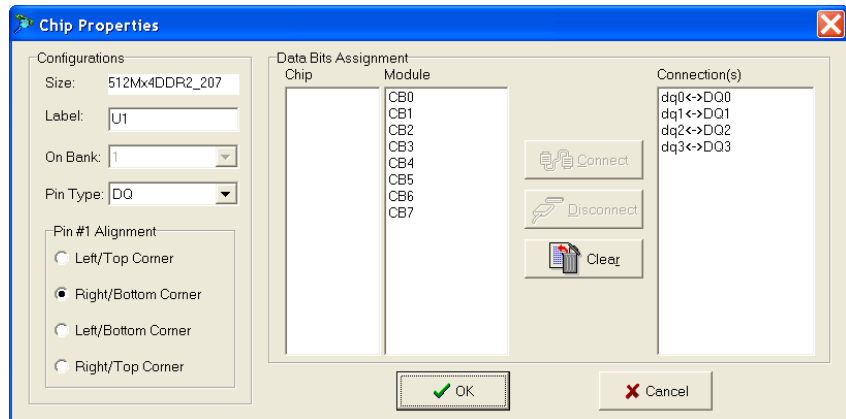 Chip Properties
Configurations
Size: 512Mx4DDR2_207
Label: U1
On Bank: 1
Pin Type: DQ
Pin #1 Alignment
Left/Top Corner
Right/Bottom Corner
Left/Bottom Corner
Right/Top Corner
Data Bits Assignment
Chip
Module
CB0
CB1
CB2
CB3
CB4
CB5
CB6
CB7
Connect
Disconnect
Clear
Connection(s)
dq0<->DQ0
dq1<->DQ1
dq2<->DQ2
dq3<->DQ3
OK
Cancel